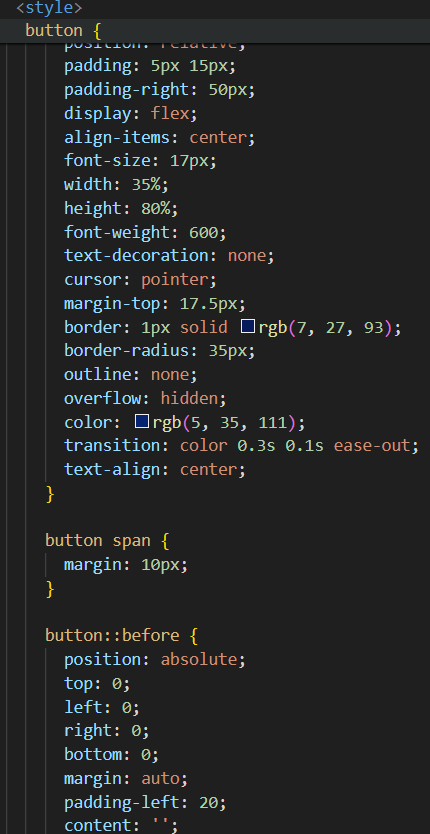 <style>
button {
position: relative;
padding: 5px 15px;
padding-right: 50px;
display: flex;
align-items: center;
font-size: 17px;
width: 35%;
height: 80%;
font-weight: 600;
text-decoration: none;
cursor: pointer;
margin-top: 17.5px;
border: 1px solid rgb(7, 27, 93);
border-radius: 35px;
outline: none;
overflow: hidden;
color: rgb(5, 35, 111);
transition: color 0.3s 0.1s ease-out;
text-align: center;
}
button span {
margin: 10px;
}
button::before {
position: absolute;
top: 0;
left: 0;
right: 0;
bottom: 0;
margin: auto;
padding-left: 20;
content: '';